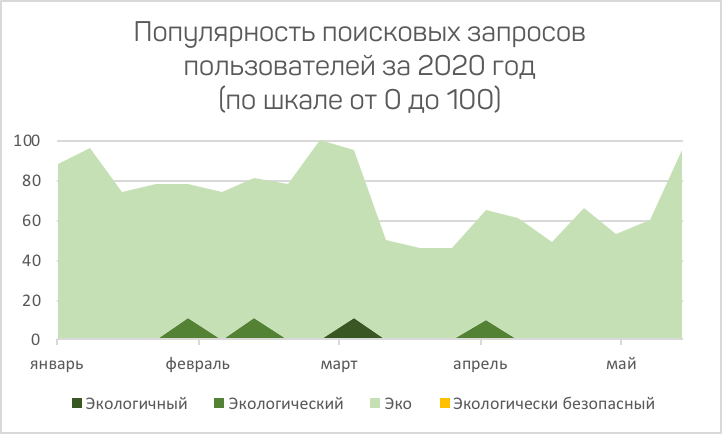 Популярность поисковых запросов
пользователей за 2020 год
(по шкале от 0 до 100)
100
80
60
40
20
0
январь февраль март апрель май
Экологичный Экологический Эко Экологически безопасный